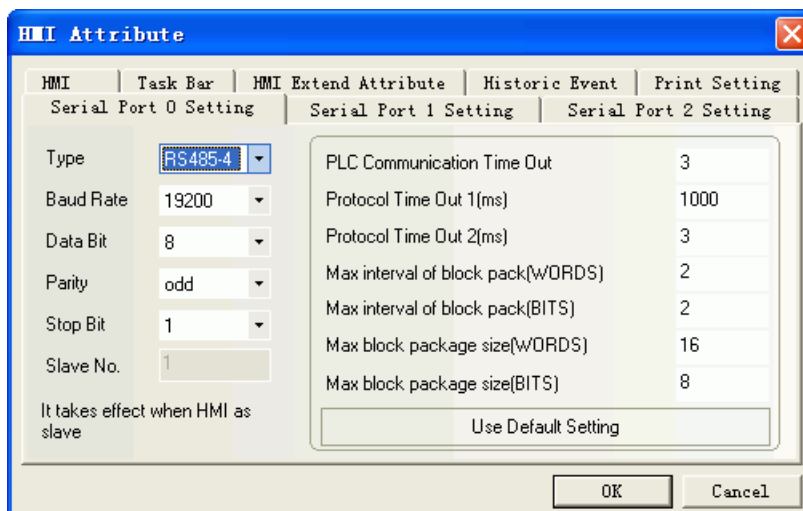 HMI Attribute
HMI Task Bar HMI Extend Attribute Historic Event Print Setting
Serial Port 0 Setting Serial Port 1 Setting Serial Port 2 Setting
Type RS485-4
Baud Rate 19200
Data Bit 8
Parity odd
Stop Bit 1
Slave No. 1
It takes effect when HMI as
slave
PLC Communication Time Out 3
Protocol Time Out 1(ms) 1000
Protocol Time Out 2(ms) 3
Max interval of block pack(WORDS) 2
Max interval of block pack(BITS) 2
Max block package size(WORDS) 16
Max block package size(BITS) 8
Use Default Setting
OK Cancel